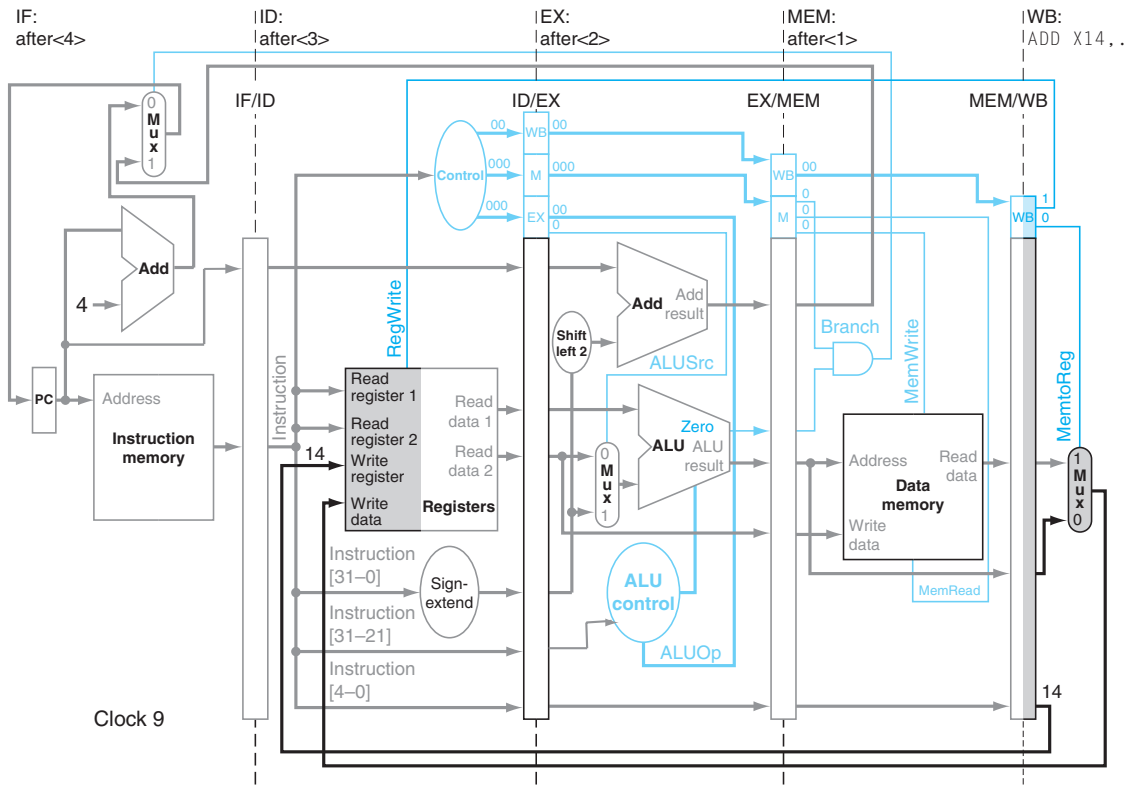 IF:
after<4>
ID:
after<3>
EX:
after<2>
MEM:
after<1>
WB:
ADD X14,.
IF/ID
ID/EX
EX/MEM
MEM/WB
0
Mux
1
Control
00
000
000
WB
M
EX
00
000
00
0
WB
M
00
0
0
0
WB
1
0
Add
4
RegWrite
Shift
left 2
Add
Add
result
ALUSrc
Branch
MemWrite
MemtoReg
PC
Address
Instruction
memory
Instruction
14
Read
register 1
Read
register 2
Write
register
Write
data
Read
data 1
Read
data 2
Registers
0
Mux
1
Zero
ALU
ALU
result
Address
Write
data
Read
data
Data
memory
MemRead
1
Mux
0
Instruction
[31–0]
Sign-
extend
Instruction
[31–21]
Instruction
[4–0]
ALU
control
ALUOp
14
Clock 9